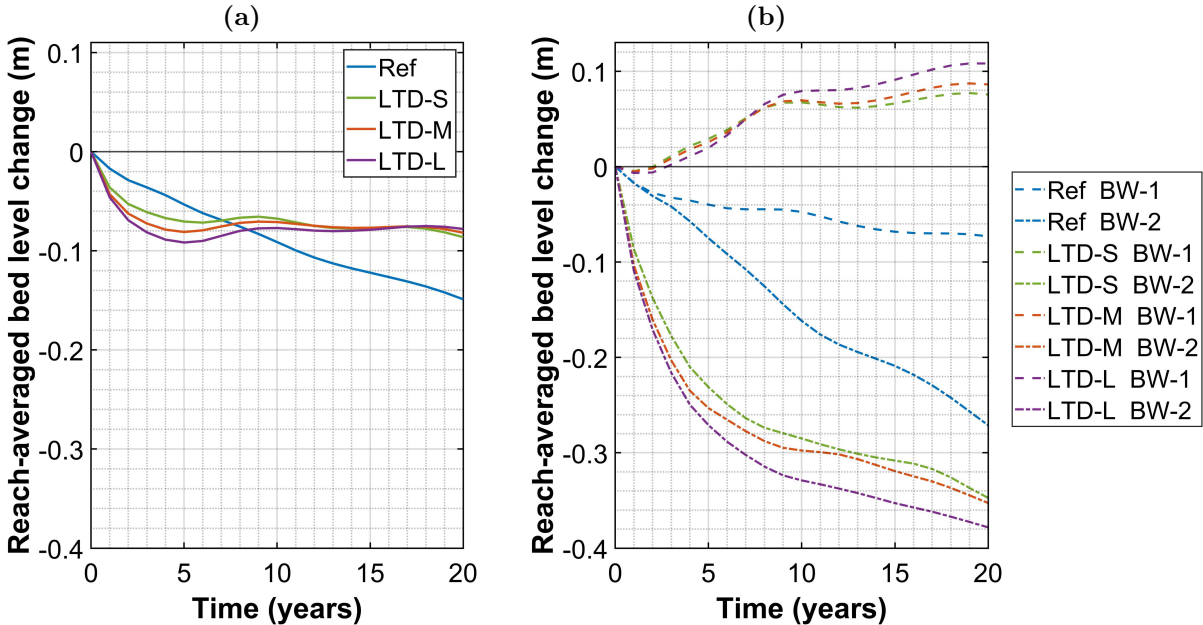 (a)
Reach-averaged bed level change (m)
0.1
0
-0.1
-0.2
-0.3
-0.4
0
5
10
15
20
Time (years)
Ref
LTD-S
LTD-M
LTD-L
(b)
Reach-averaged bed level change (m)
0.1
0
-0.1
-0.2
-0.3
-0.4
0
5
10
15
20
Time (years)
Ref BW-1
Ref BW-2
LTD-S BW-1
LTD-S BW-2
LTD-M BW-1
LTD-M BW-2
LTD-L BW-1
LTD-L BW-2